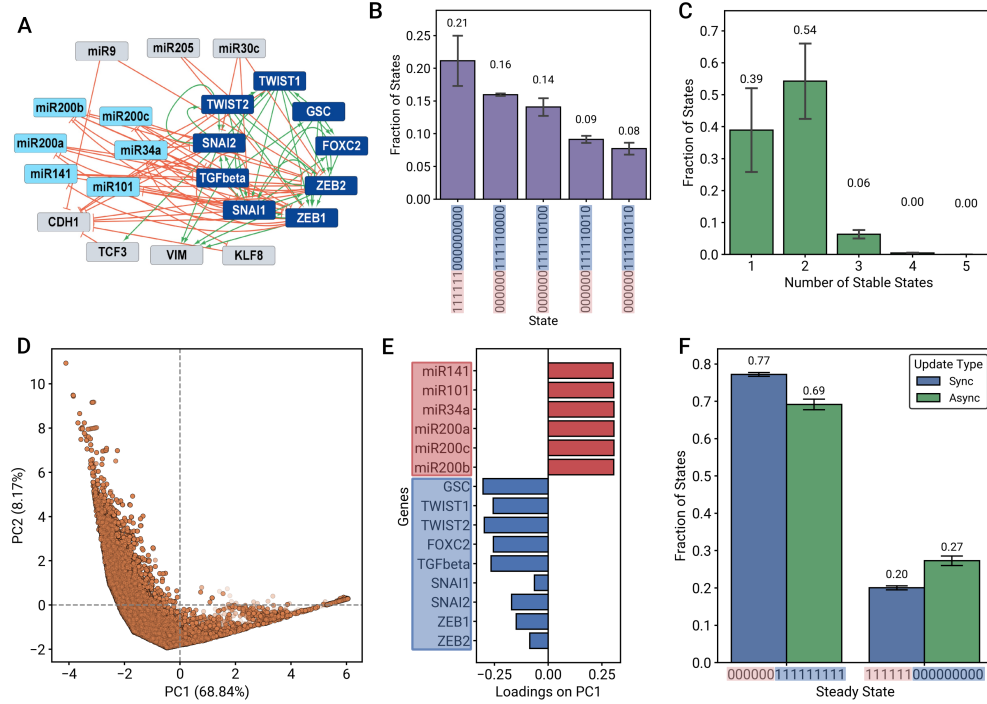 A
miR9
miR205
miR30c
TWIST1
miR200b
miR200c
TWIST2
GSC
miR200a
miR34a
SNAI2
FOXC2
miR141
miR101
TGFbeta
ZEB2
CDH1
SNAI1
ZEB1
TCF3
VIM
KLF8
B
Fraction of States
0.25
0.20
0.15
0.10
0.05
0.00
0.21
0.16
0.14
0.09
0.08
111111000000000
000000111110000
000000111110100
000000111110010
000000111110110
State
C
Fraction of States
0.7
0.6
0.5
0.4
0.3
0.2
0.1
0.0
0.39
0.54
0.06
0.00
0.00
1 2 3 4 5
Number of Stable States
D
PC2 (8.17%)
10
8
6
4
2
0
−2
−4 −2 0 2 4 6
PC1 (68.84%)
E
Genes
miR141
miR101
miR34a
miR200a
miR200c
miR200b
GSC
TWIST1
TWIST2
FOXC2
TGFbeta
SNAI1
SNAI2
ZEB1
ZEB2
−0.25 0.00 0.25
Loadings on PC1
F
Fraction of States
0.8
0.7
0.6
0.5
0.4
0.3
0.2
0.1
0.0
0.77
0.69
0.20
0.27
Update Type
Sync
Async
000000111111111
111111000000000
Steady State